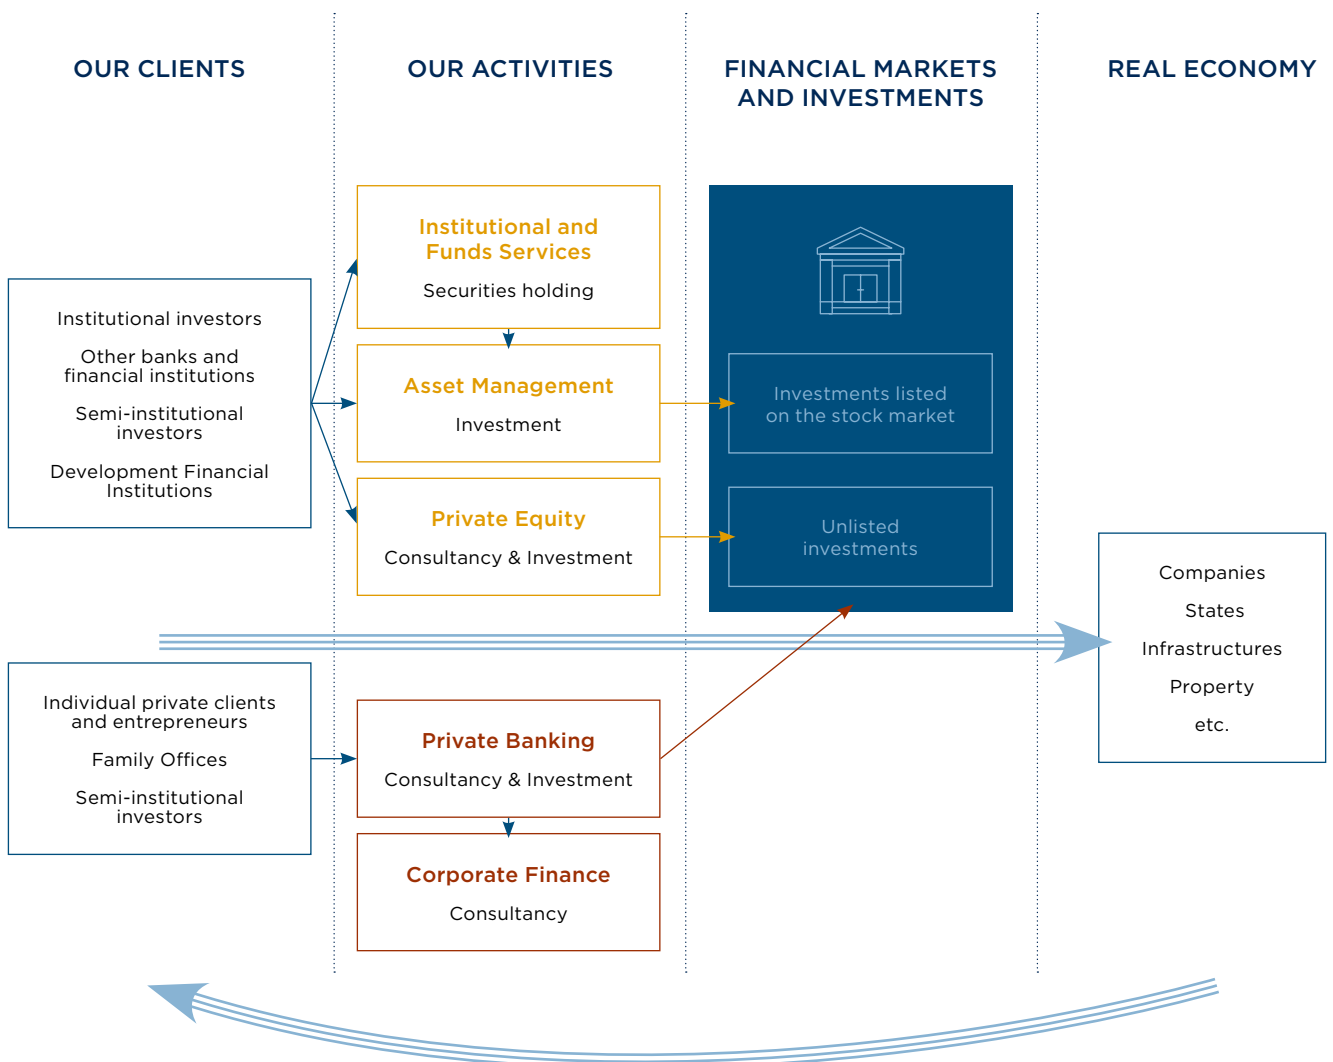 OUR CLIENTS
OUR ACTIVITIES
FINANCIAL MARKETS
AND INVESTMENTS
REAL ECONOMY
Institutional investors
Other banks and
financial institutions
Semi-institutional
investors
Development Financial
Institutions
Individual private clients
and entrepreneurs
Family Offices
Semi-institutional
investors
Institutional and
Funds Services
Securities holding
Asset Management
Investment
Private Equity
Consultancy & Investment
Private Banking
Consultancy & Investment
Corporate Finance
Consultancy
Investments listed
on the stock market
Unlisted
investments
Companies
States
Infrastructures
Property
etc.